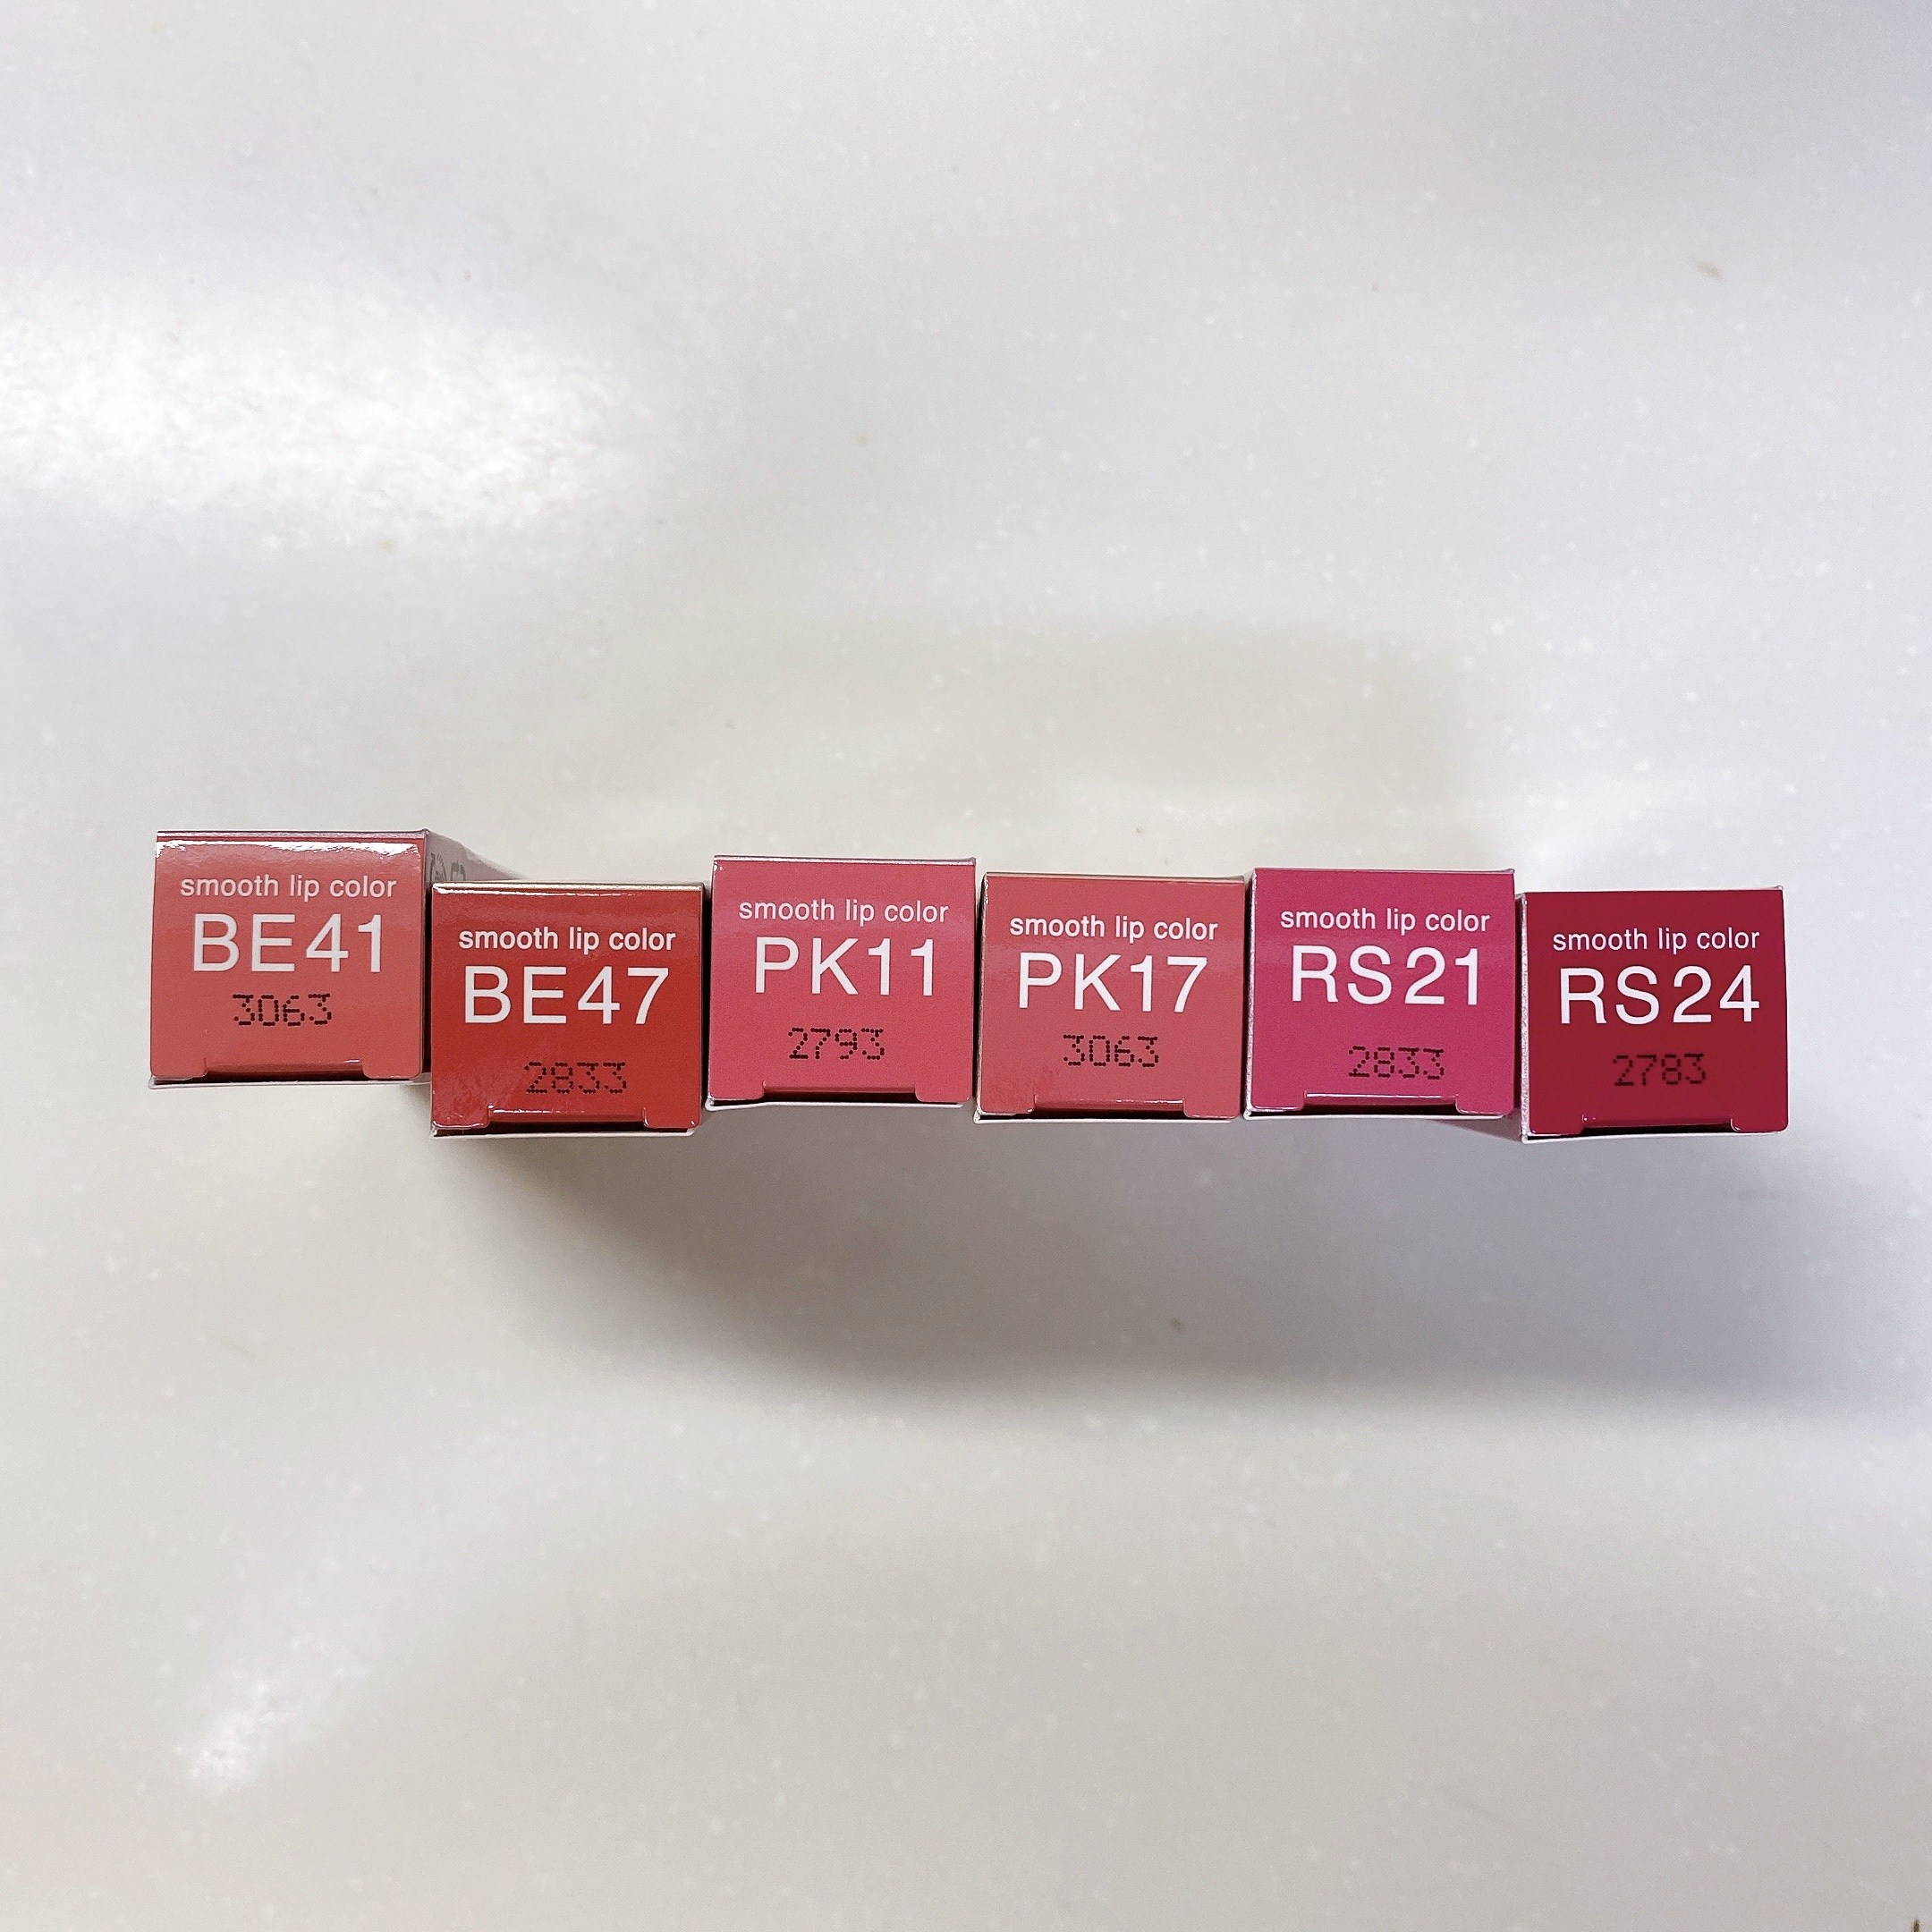 smooth lip color
BE41
3063
smooth lip color
BE47
2833
smooth lip color
PK11
2793
smooth lip color
PK17
3063
smooth lip color
RS21
2833
smooth lip color
RS24
2783